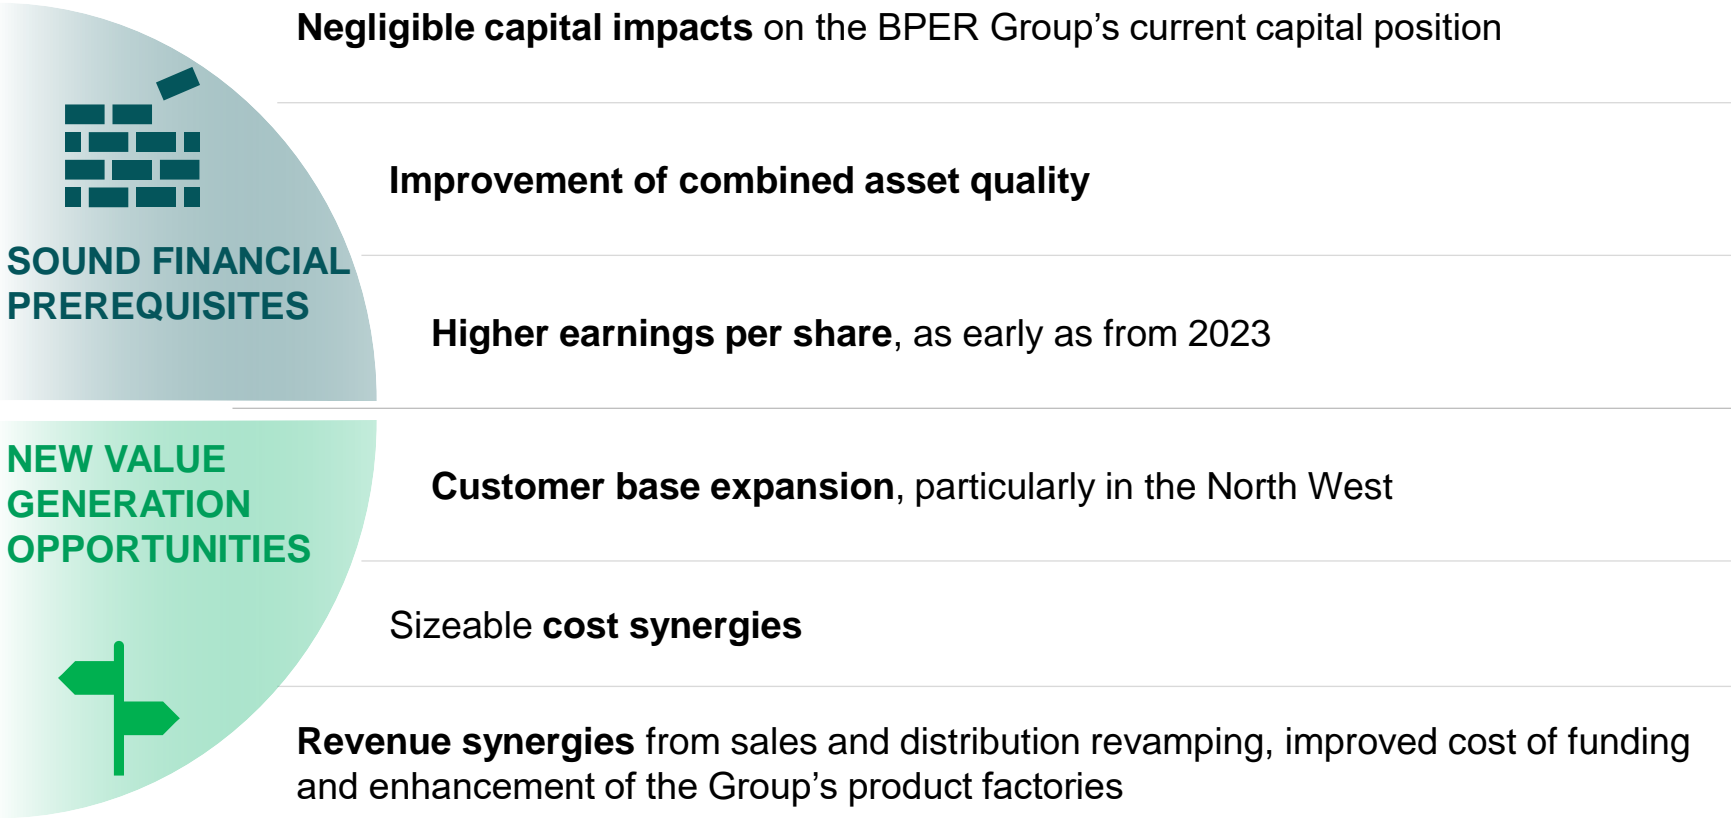 Negligible capital impacts on the BPER Group’s current capital position
Improvement of combined asset quality
SOUND FINANCIAL
PREREQUISITES
Higher earnings per share, as early as from 2023
NEW VALUE
GENERATION
OPPORTUNITIES
Customer base expansion, particularly in the North West
Sizeable cost synergies
Revenue synergies from sales and distribution revamping, improved cost of funding
and enhancement of the Group’s product factories